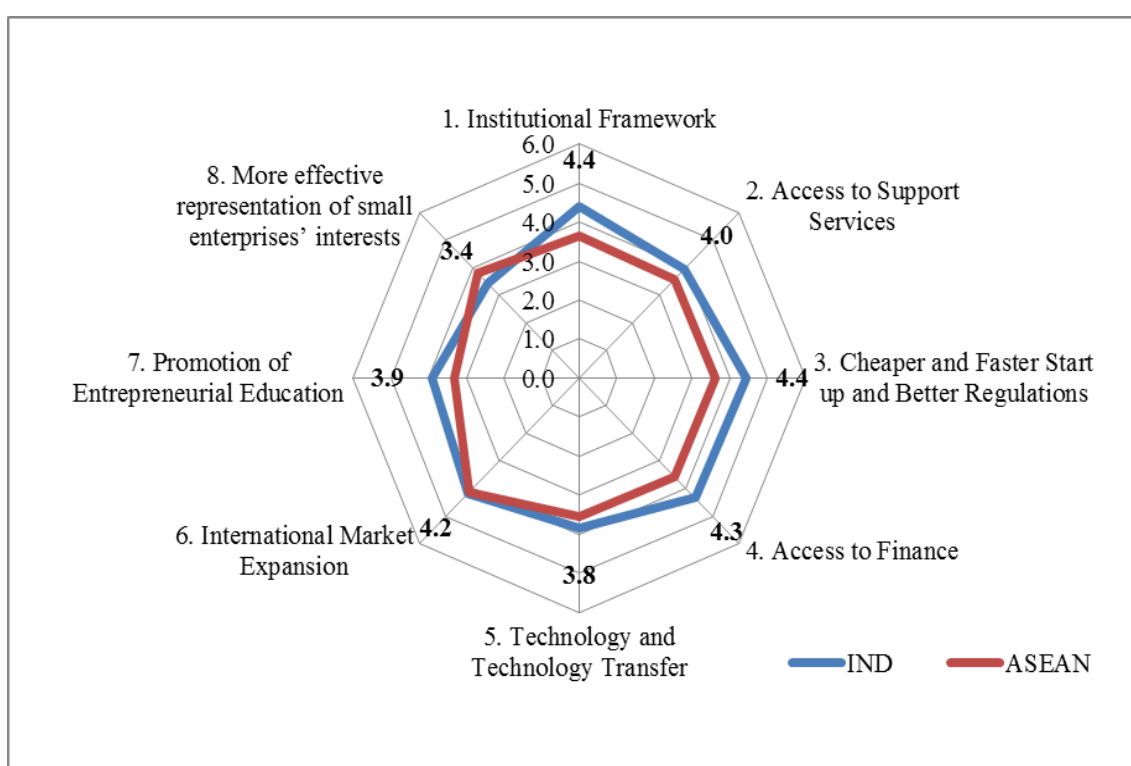 1. Institutional Framework
6.0
4.4
5.0
4.0
3.0
2.0
1.0
0.0
2. Access to Support
Services
4.0
3. Cheaper and Faster Start
up and Better Regulations
4.4
4. Access to Finance
4.3
5. Technology and
Technology Transfer
3.8
6. International Market
Expansion
4.2
7. Promotion of
Entrepreneurial Education
3.9
8. More effective
representation of small
enterprises’ interests
3.4
IND
ASEAN